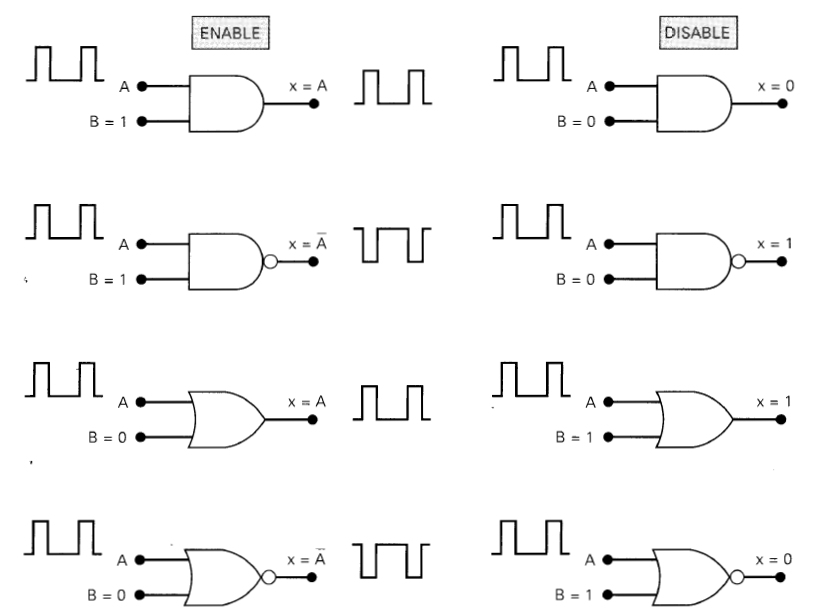 ENABLE
DISABLE
A
x = A
B = 1
A
x = 0
B = 0
A
x = A̅
B = 1
A
x = 1
B = 0
A
x = A
B = 0
A
x = 1
B = 1
A
x = A̅
B = 0
A
x = 0
B = 1